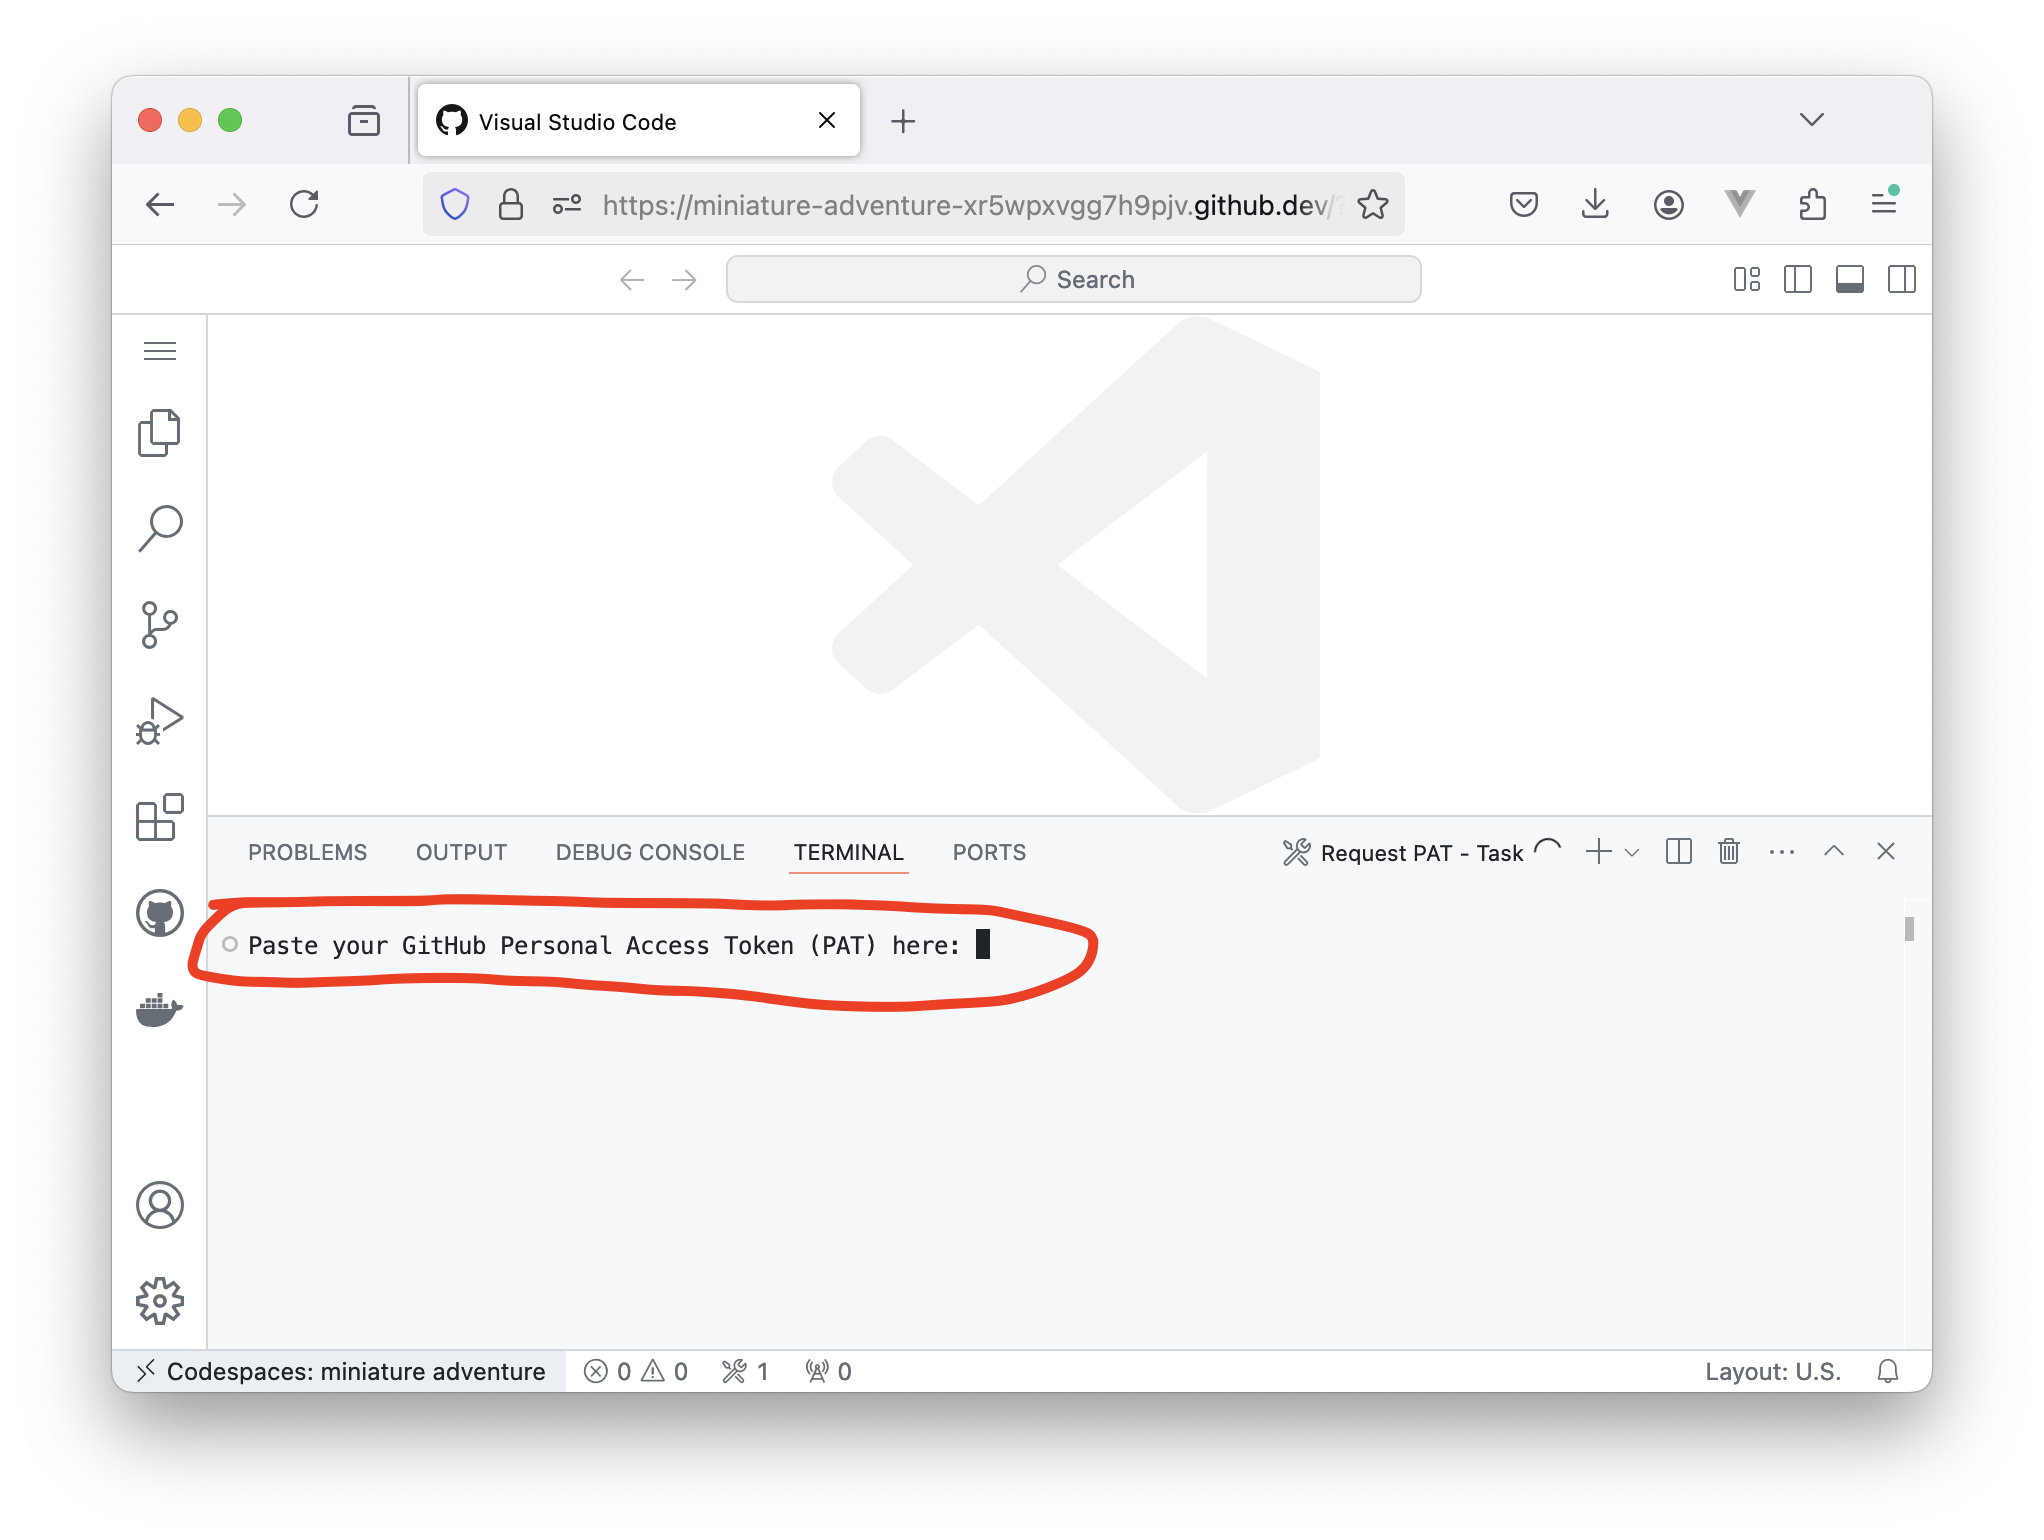 Visual Studio Code
https://miniature-adventure-xr5wpxvgg7h9pjv.github.dev/
Search
PROBLEMS OUTPUT DEBUG CONSOLE TERMINAL PORTS Request PAT - Task
Paste your GitHub Personal Access Token (PAT) here:
Codespaces: miniature adventure 0 0 1 0 Layout: U.S.